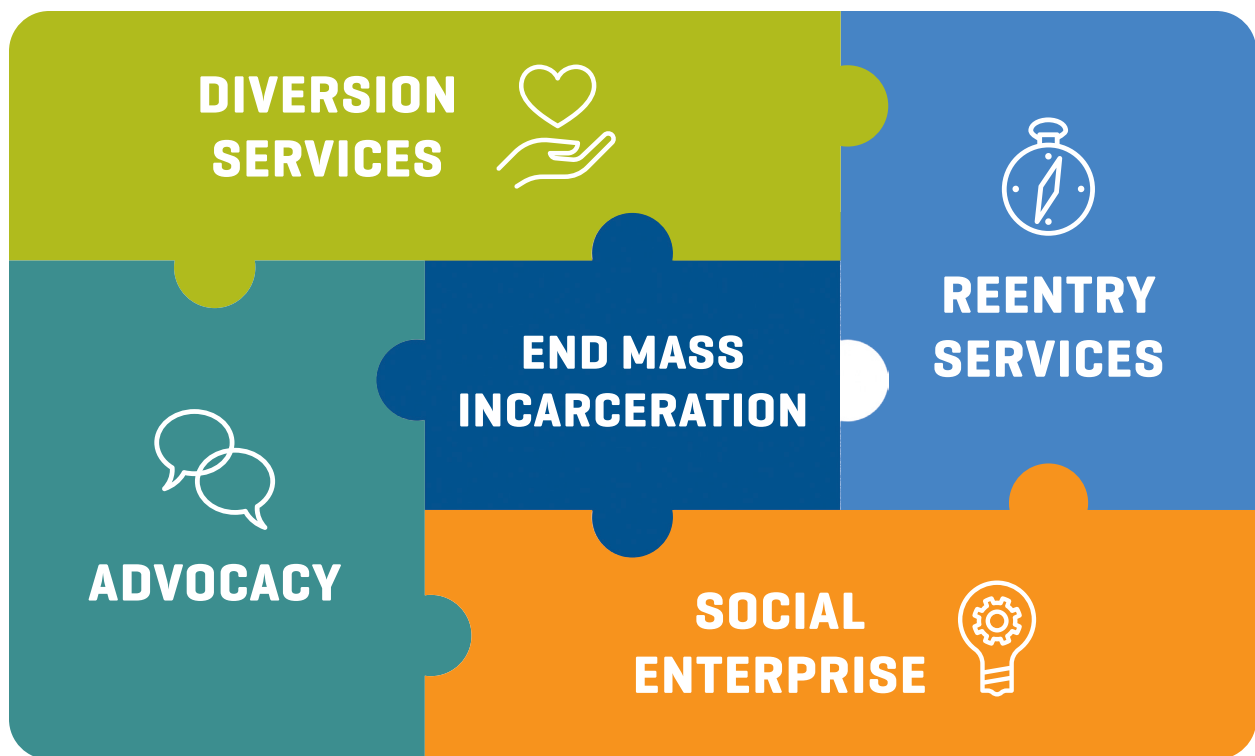 DIVERSION
SERVICES
REENTRY
SERVICES
END MASS
INCARCERATION
ADVOCACY
SOCIAL
ENTERPRISE